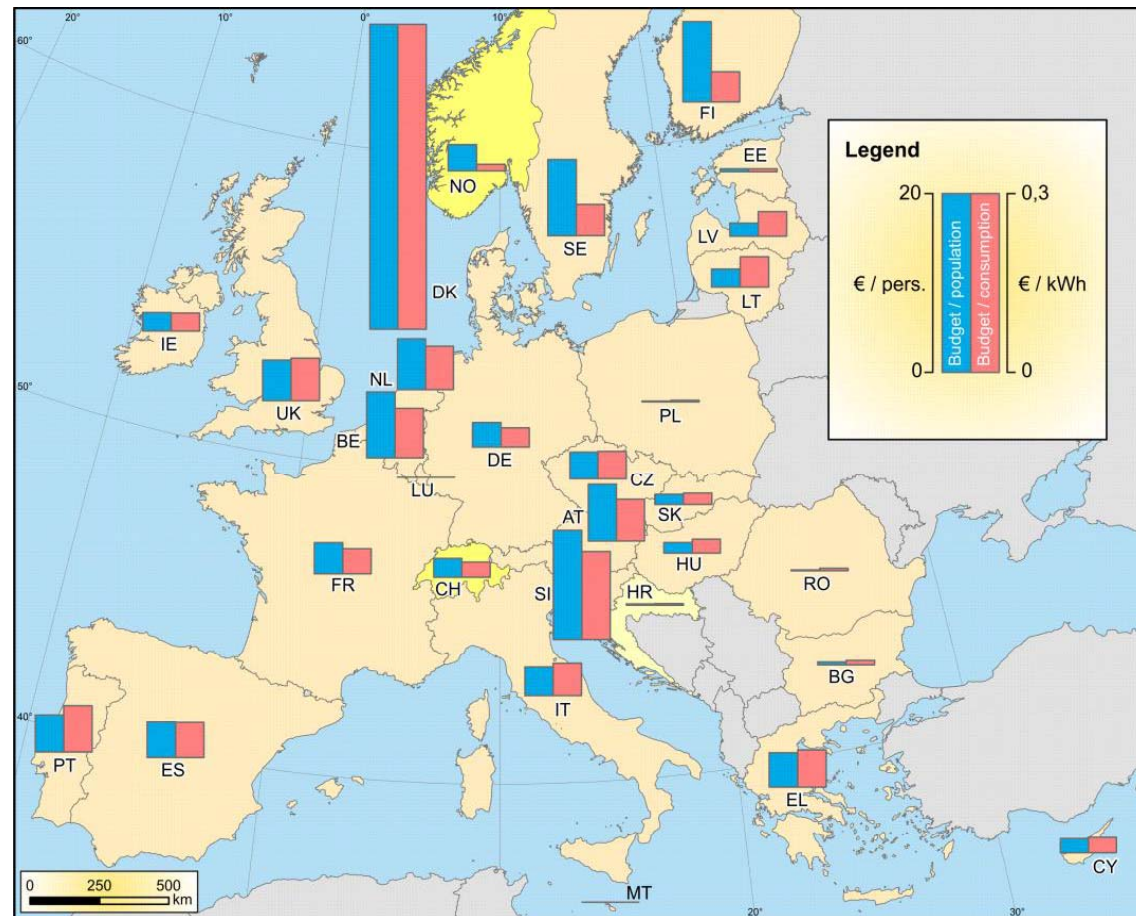 20°
10°
0°
10°
60°
FI
Legend
EE
NO
20
0,3
SE
LV
€ / pers.
Budget / population
Budget / consumption
€ / kWh
LT
DK
IE
0
0
50°
NL
UK
PL
BE
DE
CZ
LU
AT
SK
HU
FR
CH
RO
SI
HR
BG
IT
40°
PT
ES
EL
CY
0
250
500
km
MT
20°
30°